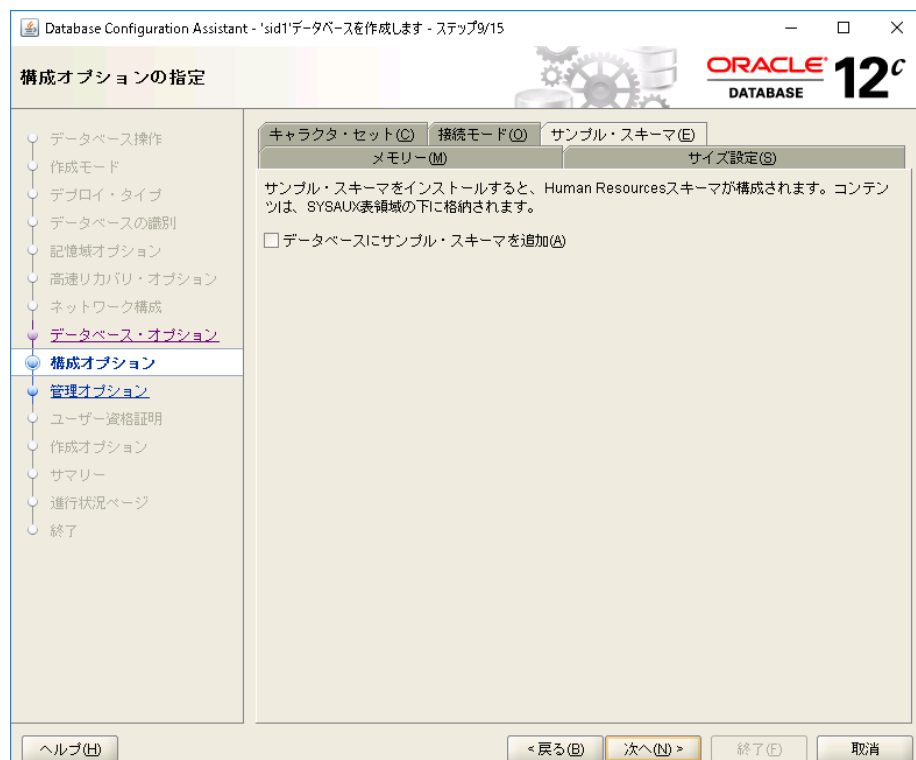 Database Configuration Assistant - 'sid1'データベースを作成します - ステップ9/15
構成オプションの指定
ORACLE
DATABASE
12c
データベース操作
作成モード
デプロイ・タイプ
データベースの識別
記憶域オプション
高速リカバリ・オプション
ネットワーク構成
データベース・オプション
構成オプション
管理オプション
ユーザー資格証明
作成オプション
サマリー
進行状況ページ
終了
キャラクタ・セット(C) 接続モード(O) サンプル・スキーマ(E)
メモリー(M) サイズ設定(S)
サンプル・スキーマをインストールすると、Human Resourcesスキーマが構成されます。コンテン
ツは、SYSAUX表領域の下に格納されます。
データベースにサンプル・スキーマを追加(A)
ヘルプ(H) <戻る(B) 次へ(N)> 終了(F) 取消